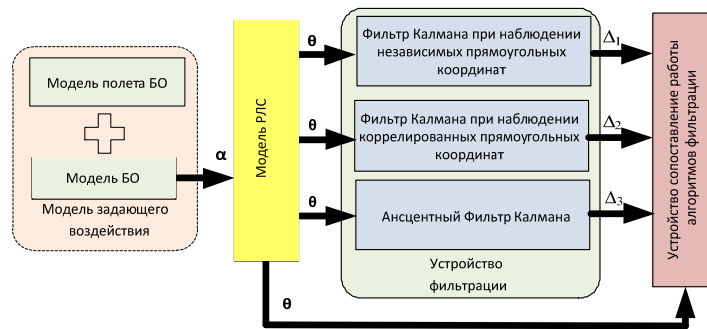 Модель полета БО
Модель БО
Модель задающего
воздействия
α
Модель РЛС
θ
θ
θ
θ
Фильтр Калмана при наблюдении
независимых прямоугольных
координат
Фильтр Калмана при наблюдении
коррелированных прямоугольных
координат
Ансцентный Фильтр Калмана
Устройство
фильтрации
Δ1
Δ2
Δ3
Устройство сопоставление работы
алгоритмов фильтрации